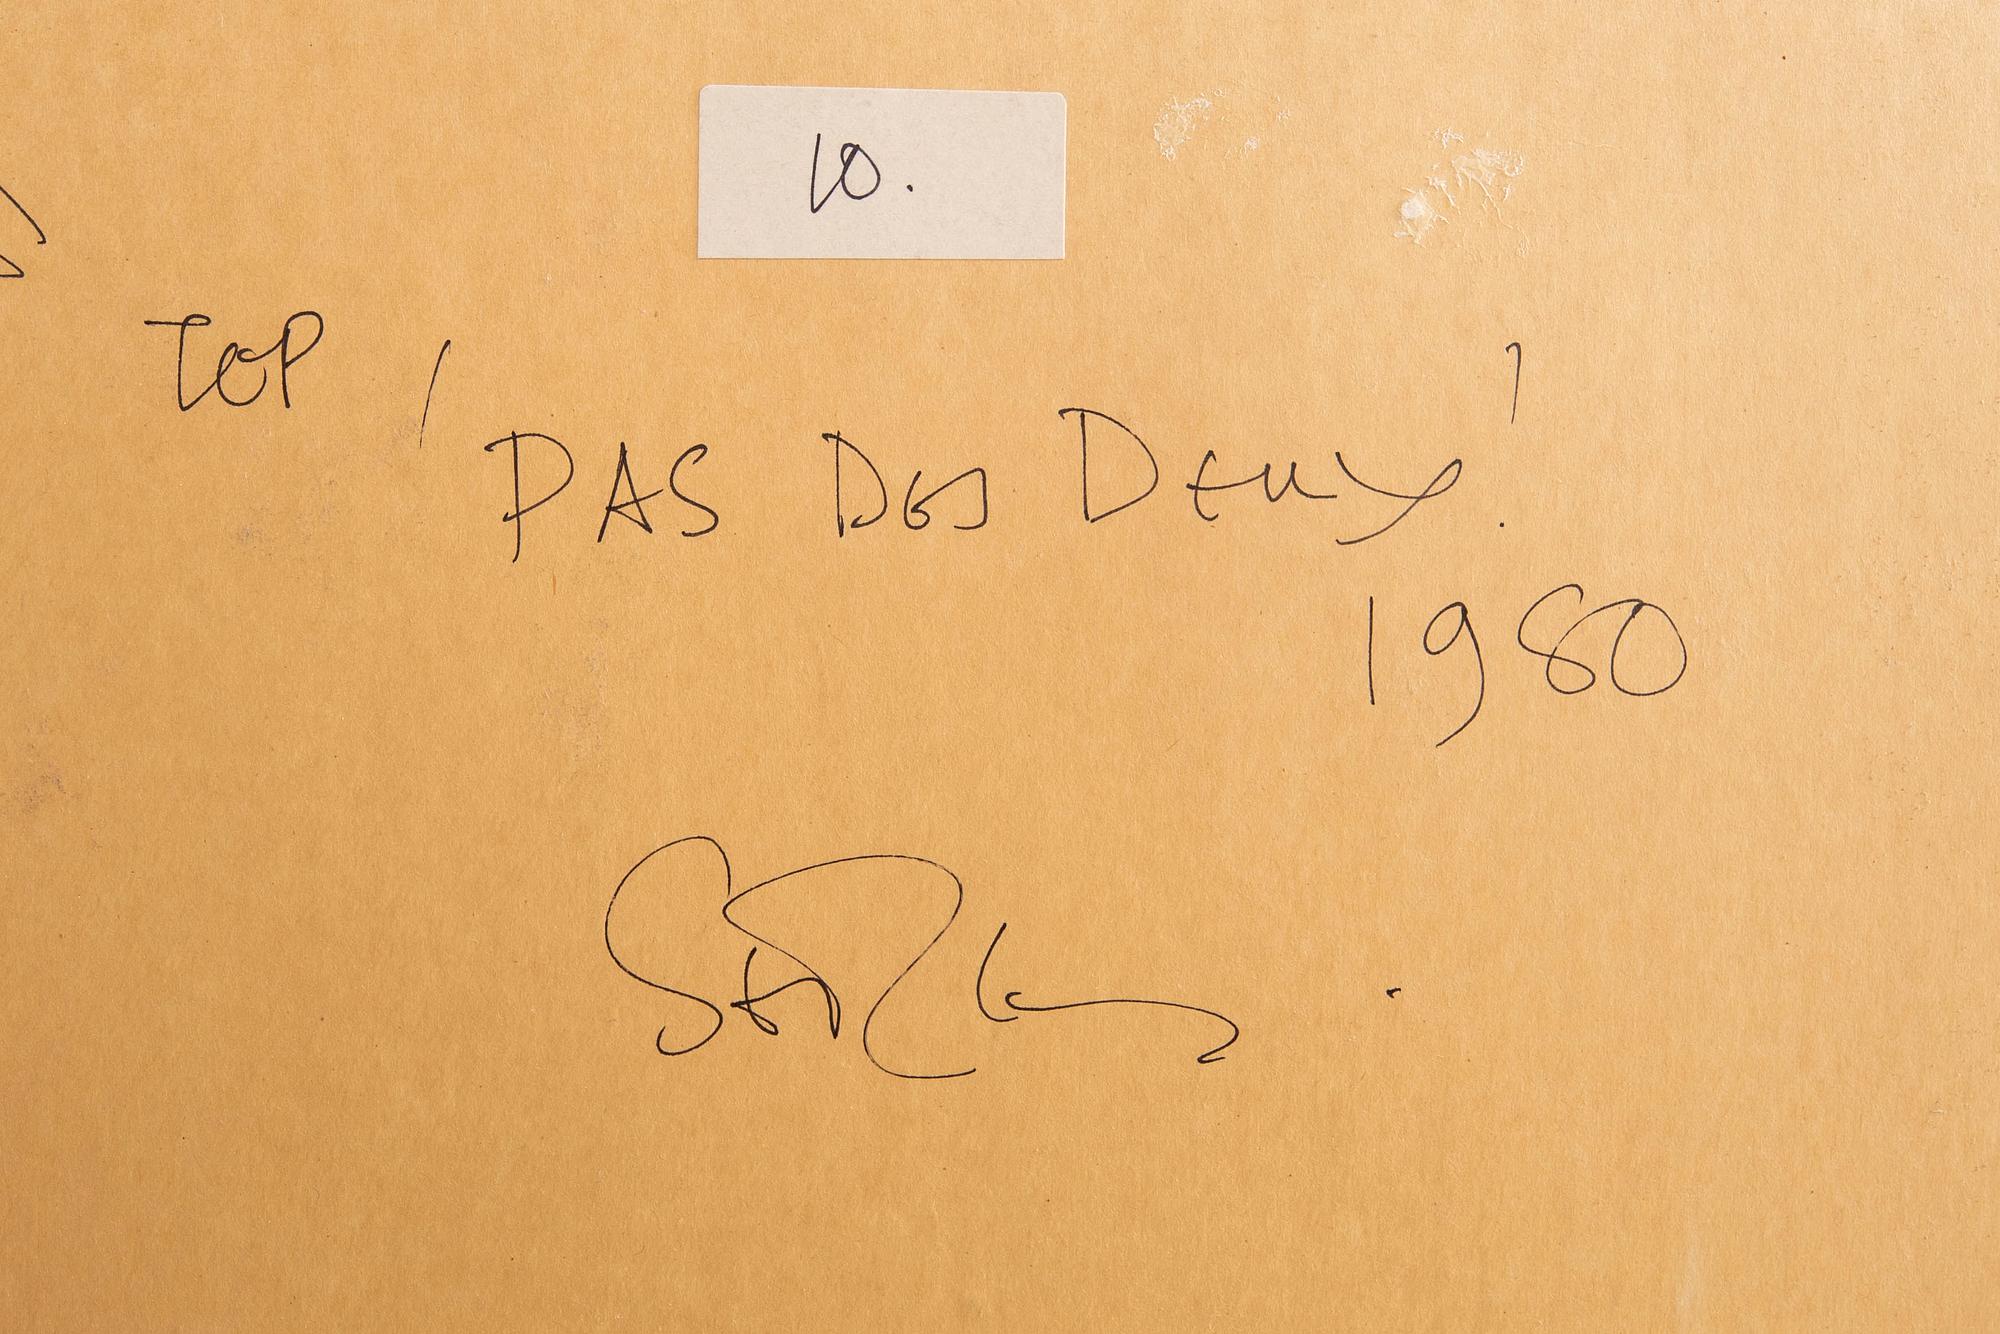 10.
TOP
'PAS DES DEUX'.
1980